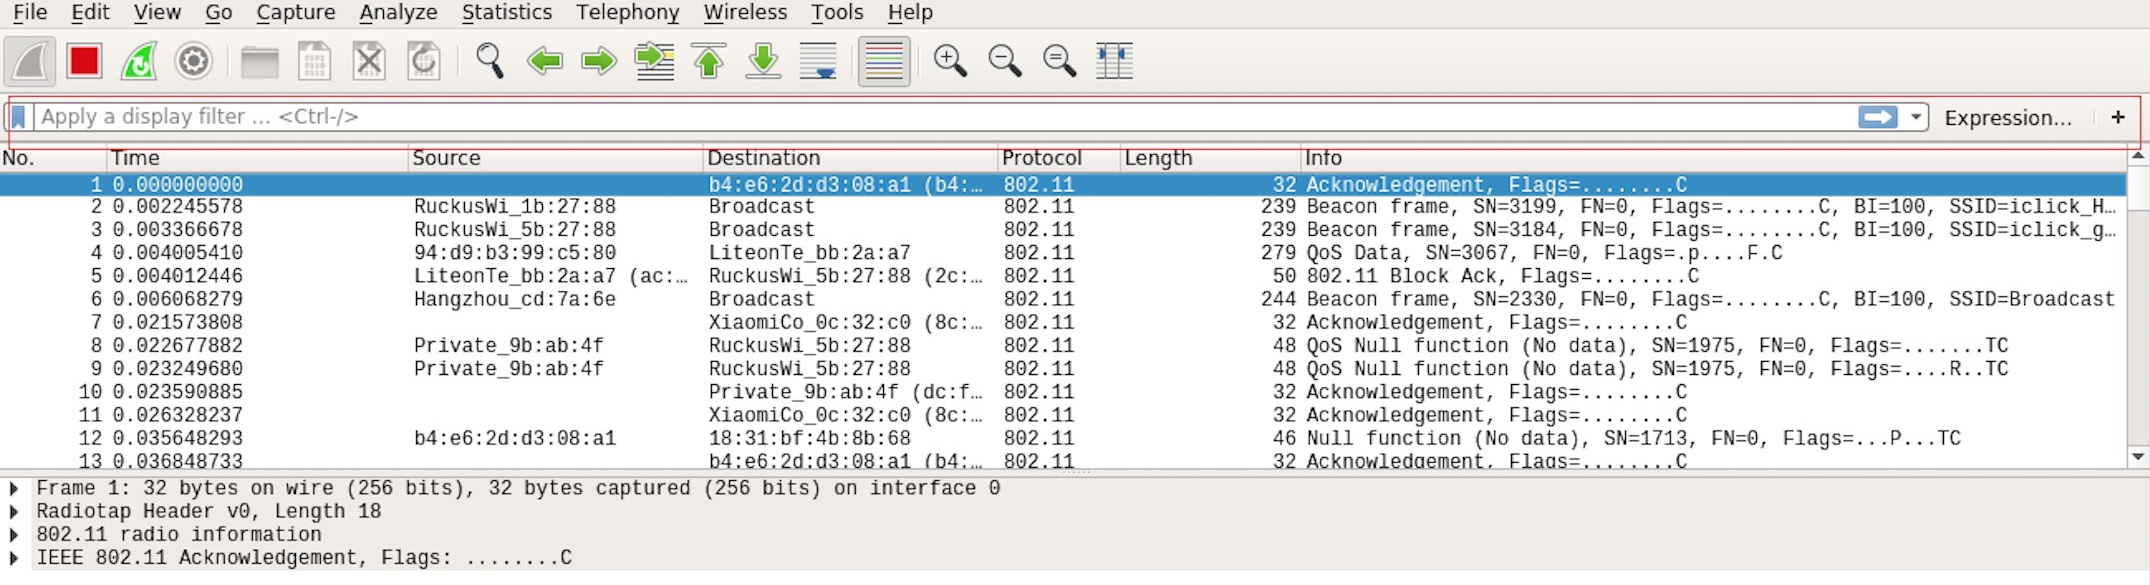 File Edit View Go Capture Analyze Statistics Telephony Wireless Tools Help
Apply a display filter ... <Ctrl-/> Expression... +
No. Time Source Destination Protocol Length Info
1 0.000000000 b4:e6:2d:d3:08:a1 (b4:… 802.11 32 Acknowledgement, Flags=........C
2 0.002245578 RuckusWi_1b:27:88 Broadcast 802.11 239 Beacon frame, SN=3199, FN=0, Flags=........C, BI=100, SSID=iclick_H…
3 0.003366678 RuckusWi_5b:27:88 Broadcast 802.11 239 Beacon frame, SN=3184, FN=0, Flags=........C, BI=100, SSID=iclick_g…
4 0.004005410 94:d9:b3:99:c5:80 LiteonTe_bb:2a:a7 802.11 279 QoS Data, SN=3067, FN=0, Flags=.p....F.C
5 0.004012446 LiteonTe_bb:2a:a7 (ac:… RuckusWi_5b:27:88 (2c:… 802.11 50 802.11 Block Ack, Flags=........C
6 0.006068279 Hangzhou_cd:7a:6e Broadcast 802.11 244 Beacon frame, SN=2330, FN=0, Flags=........C, BI=100, SSID=Broadcast
7 0.021573808 XiaomiCo_0c:32:c0 (8c:… 802.11 32 Acknowledgement, Flags=........C
8 0.022677882 Private_9b:ab:4f RuckusWi_5b:27:88 802.11 48 QoS Null function (No data), SN=1975, FN=0, Flags=.......TC
9 0.023249680 Private_9b:ab:4f RuckusWi_5b:27:88 802.11 48 QoS Null function (No data), SN=1975, FN=0, Flags=....R..TC
10 0.023590885 Private_9b:ab:4f (dc:f… 802.11 32 Acknowledgement, Flags=........C
11 0.026328237 XiaomiCo_0c:32:c0 (8c:… 802.11 32 Acknowledgement, Flags=........C
12 0.035648293 b4:e6:2d:d3:08:a1 18:31:bf:4b:8b:68 802.11 46 Null function (No data), SN=1713, FN=0, Flags=...P...TC
13 0.036848733 b4:e6:2d:d3:08:a1 (b4:… 802.11 32 Acknowledgement, Flags=........C
Frame 1: 32 bytes on wire (256 bits), 32 bytes captured (256 bits) on interface 0
Radiotap Header v0, Length 18
802.11 radio information
IEEE 802.11 Acknowledgement, Flags: ........C